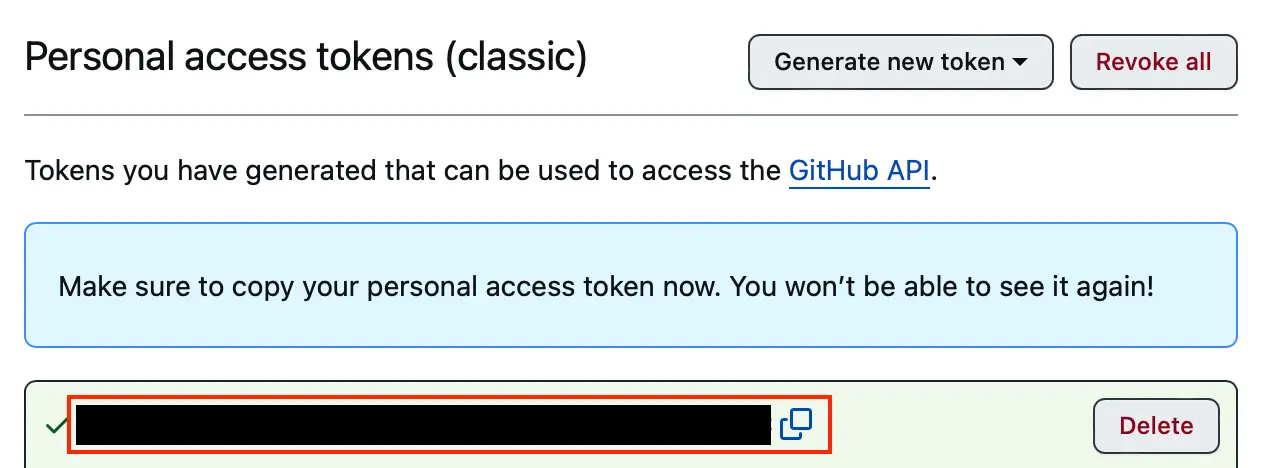 Personal access tokens (classic)
Generate new token
Revoke all
Tokens you have generated that can be used to access the GitHub API.
Make sure to copy your personal access token now. You won’t be able to see it again!
Delete